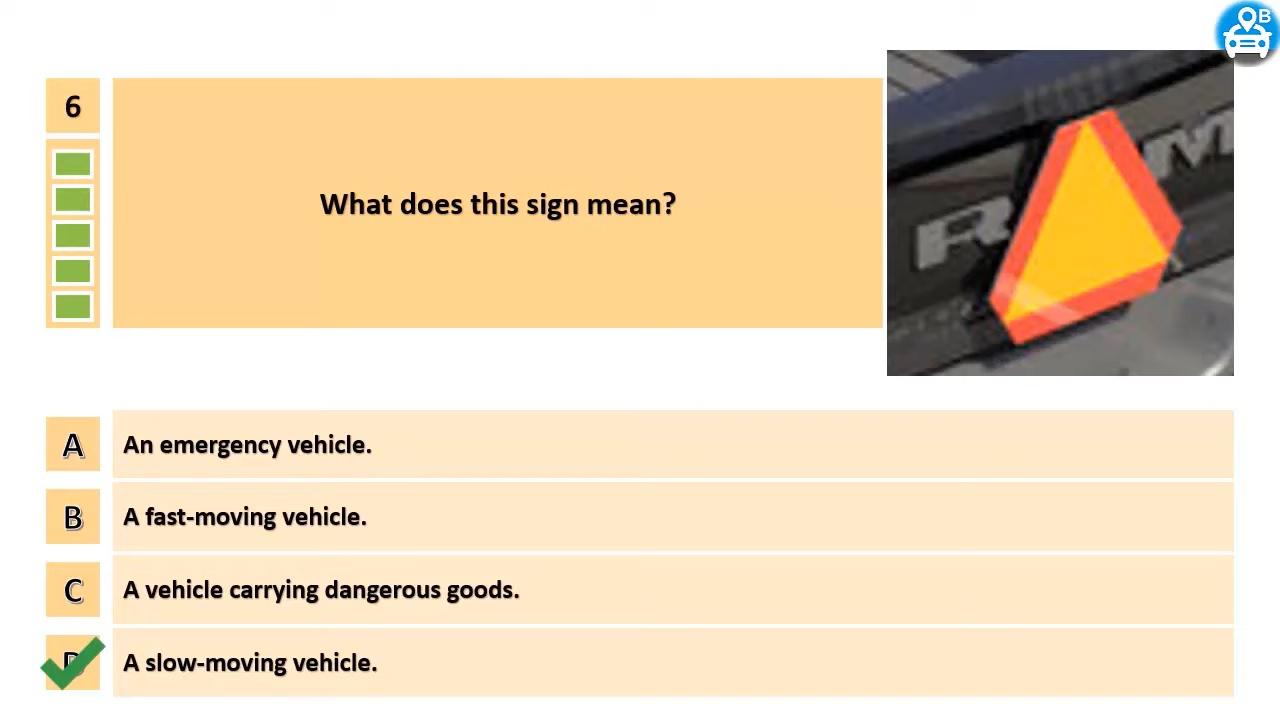 B
6
What does this sign mean?
R M
A
An emergency vehicle.
B
A fast-moving vehicle.
C
A vehicle carrying dangerous goods.
D
A slow-moving vehicle.